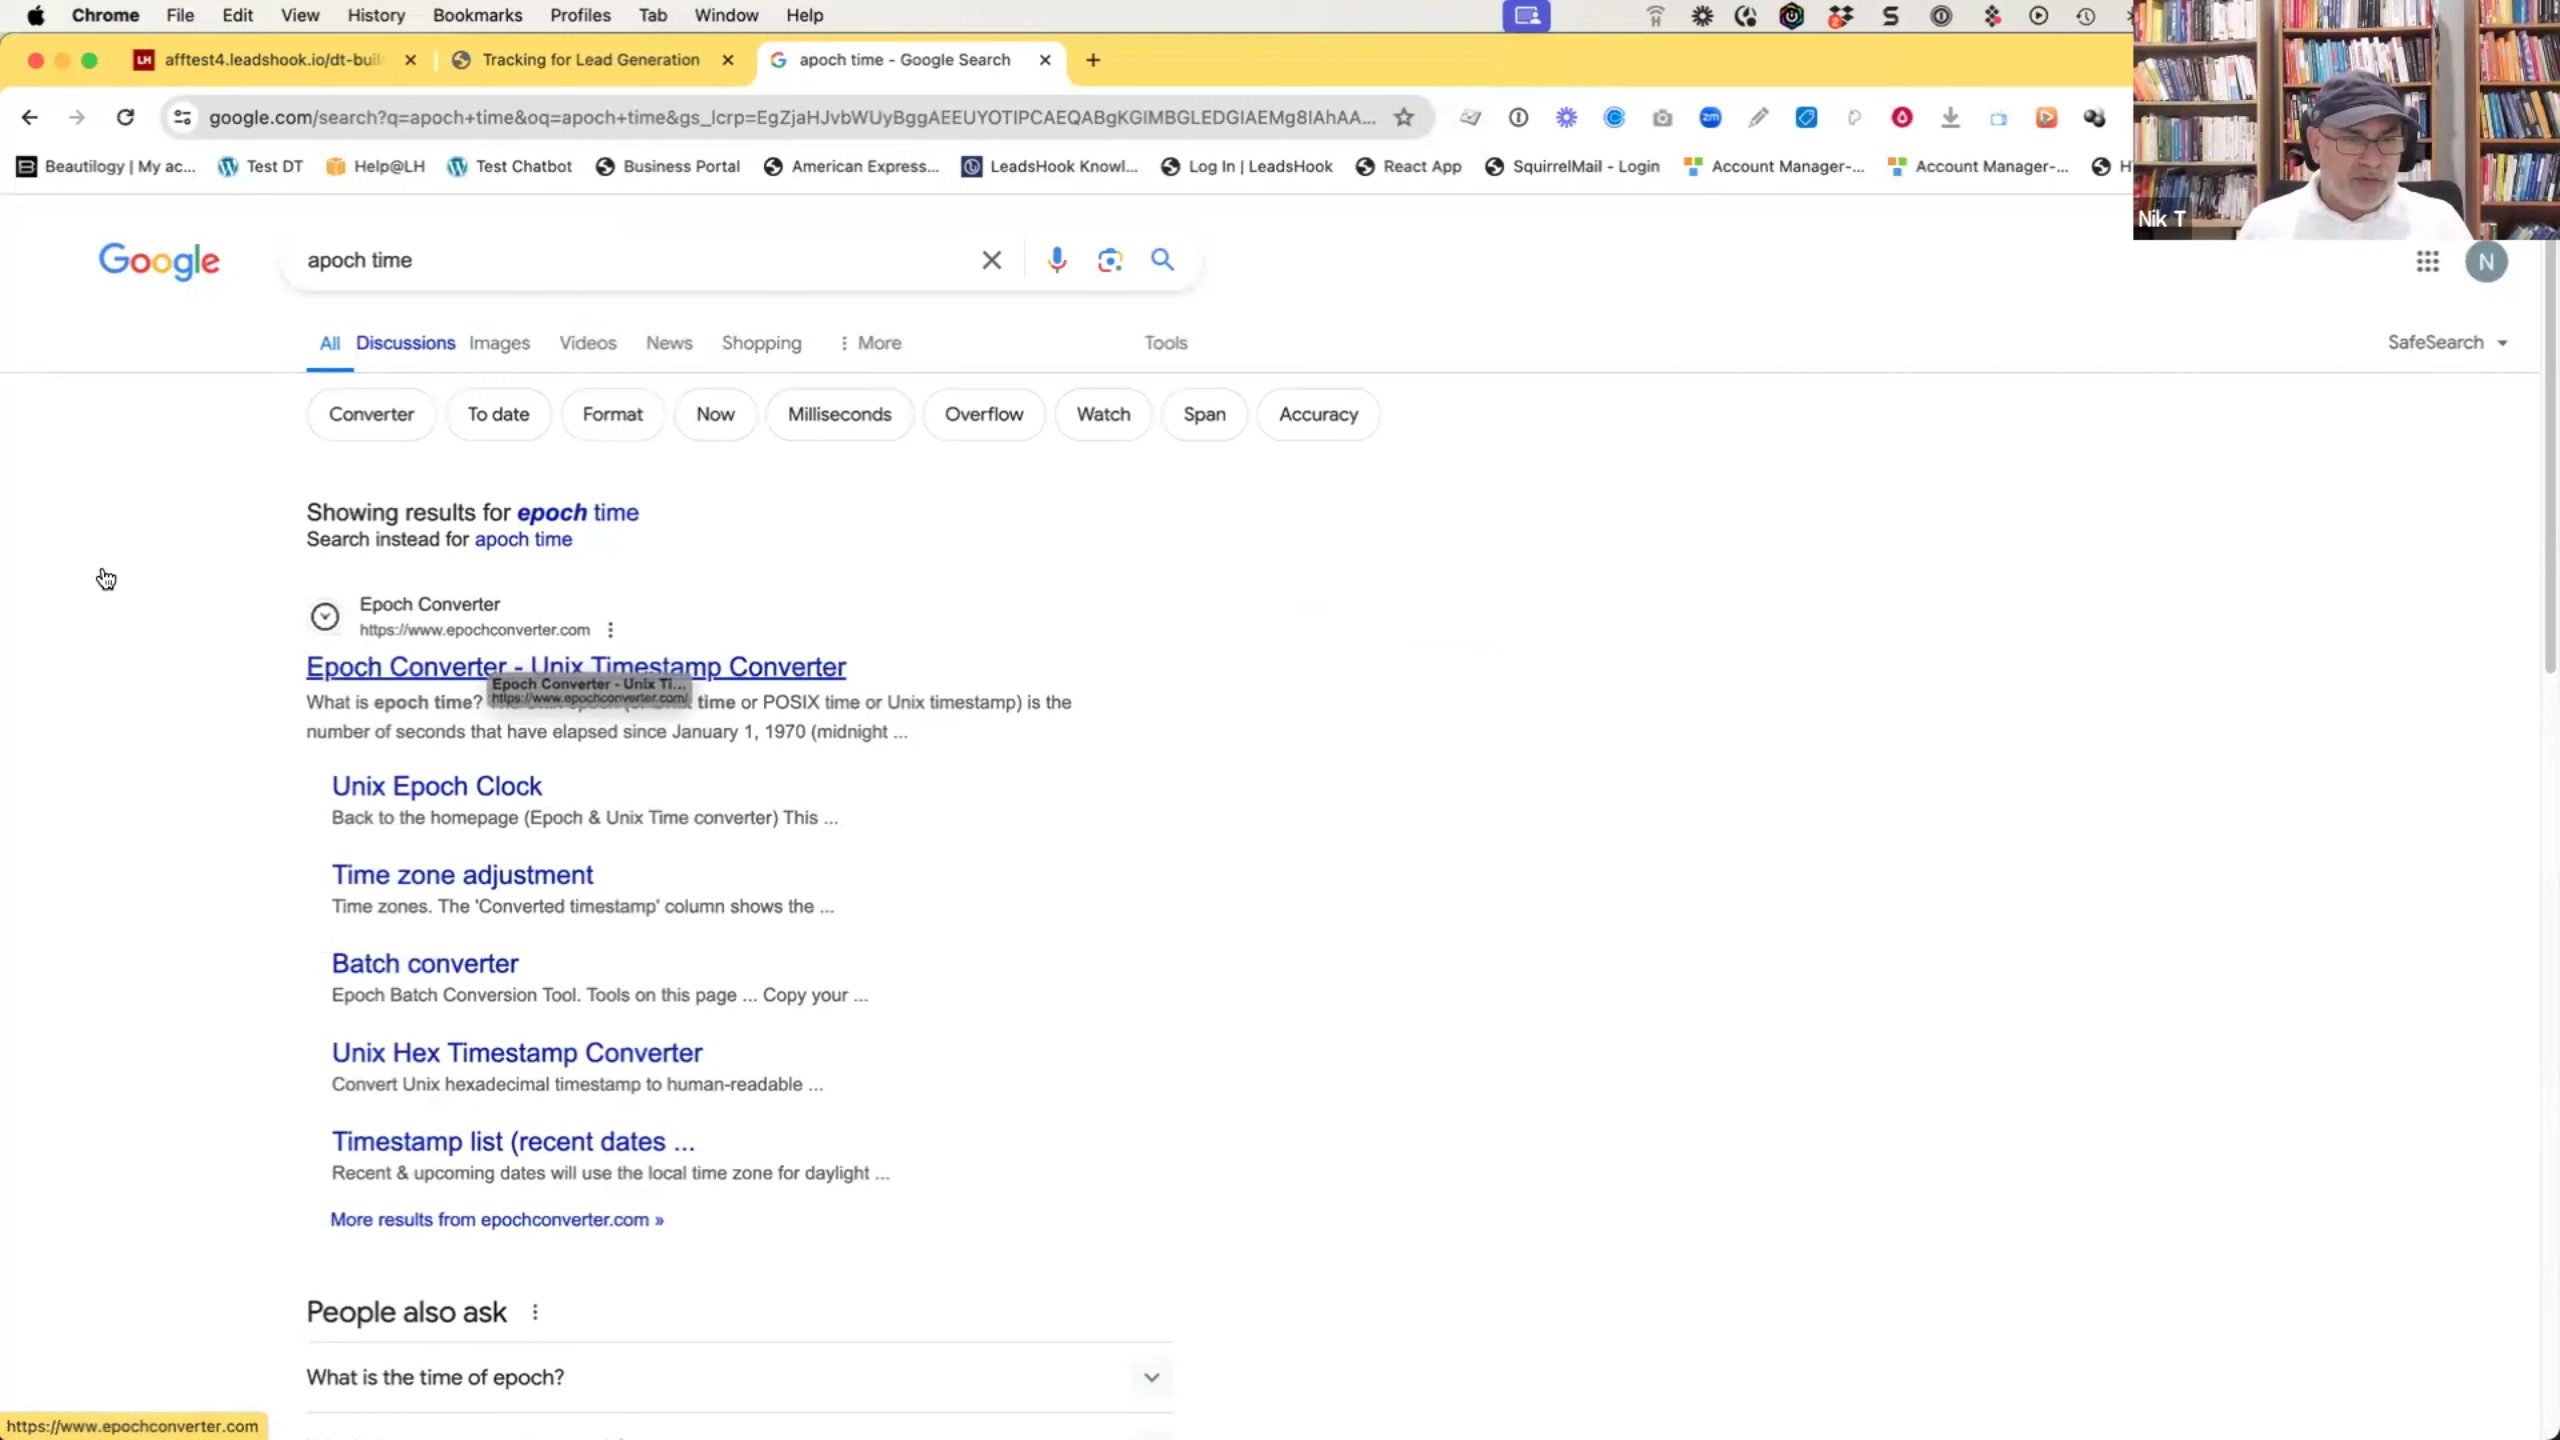 Chrome File Edit View History Bookmarks Profiles Tab Window Help
afftest4.leadshook.io/dt-buil
Tracking for Lead Generation
apoch time - Google Search
google.com/search?q=apoch+time&oq=apoch+time&gs_lcrp=EgZjaHJvbWUyBggAEEUYOTIPCAEQABgKGIMBGLEDGIAEMg8IAhAA...
zm
Beautilogy | My ac... Test DT Help@LH Test Chatbot Business Portal American Express... LeadsHook Knowl... Log In | LeadsHook React App SquirrelMail - Login Account Manager-... Account Manager-...
Nik T
Google
apoch time
N
All Discussions Images Videos News Shopping More Tools SafeSearch
Converter To date Format Now Milliseconds Overflow Watch Span Accuracy
Showing results for epoch time
Search instead for apoch time
Epoch Converter
https://www.epochconverter.com
Epoch Converter - Unix Timestamp Converter
Epoch Converter - Unix Ti...
https://www.epochconverter.com/
What is epoch time? time or POSIX time or Unix timestamp) is the
number of seconds that have elapsed since January 1, 1970 (midnight ...
Unix Epoch Clock
Back to the homepage (Epoch & Unix Time converter) This ...
Time zone adjustment
Time zones. The 'Converted timestamp' column shows the ...
Batch converter
Epoch Batch Conversion Tool. Tools on this page ... Copy your ...
Unix Hex Timestamp Converter
Convert Unix hexadecimal timestamp to human-readable ...
Timestamp list (recent dates ...
Recent & upcoming dates will use the local time zone for daylight ...
More results from epochconverter.com »
People also ask
What is the time of epoch?
https://www.epochconverter.com